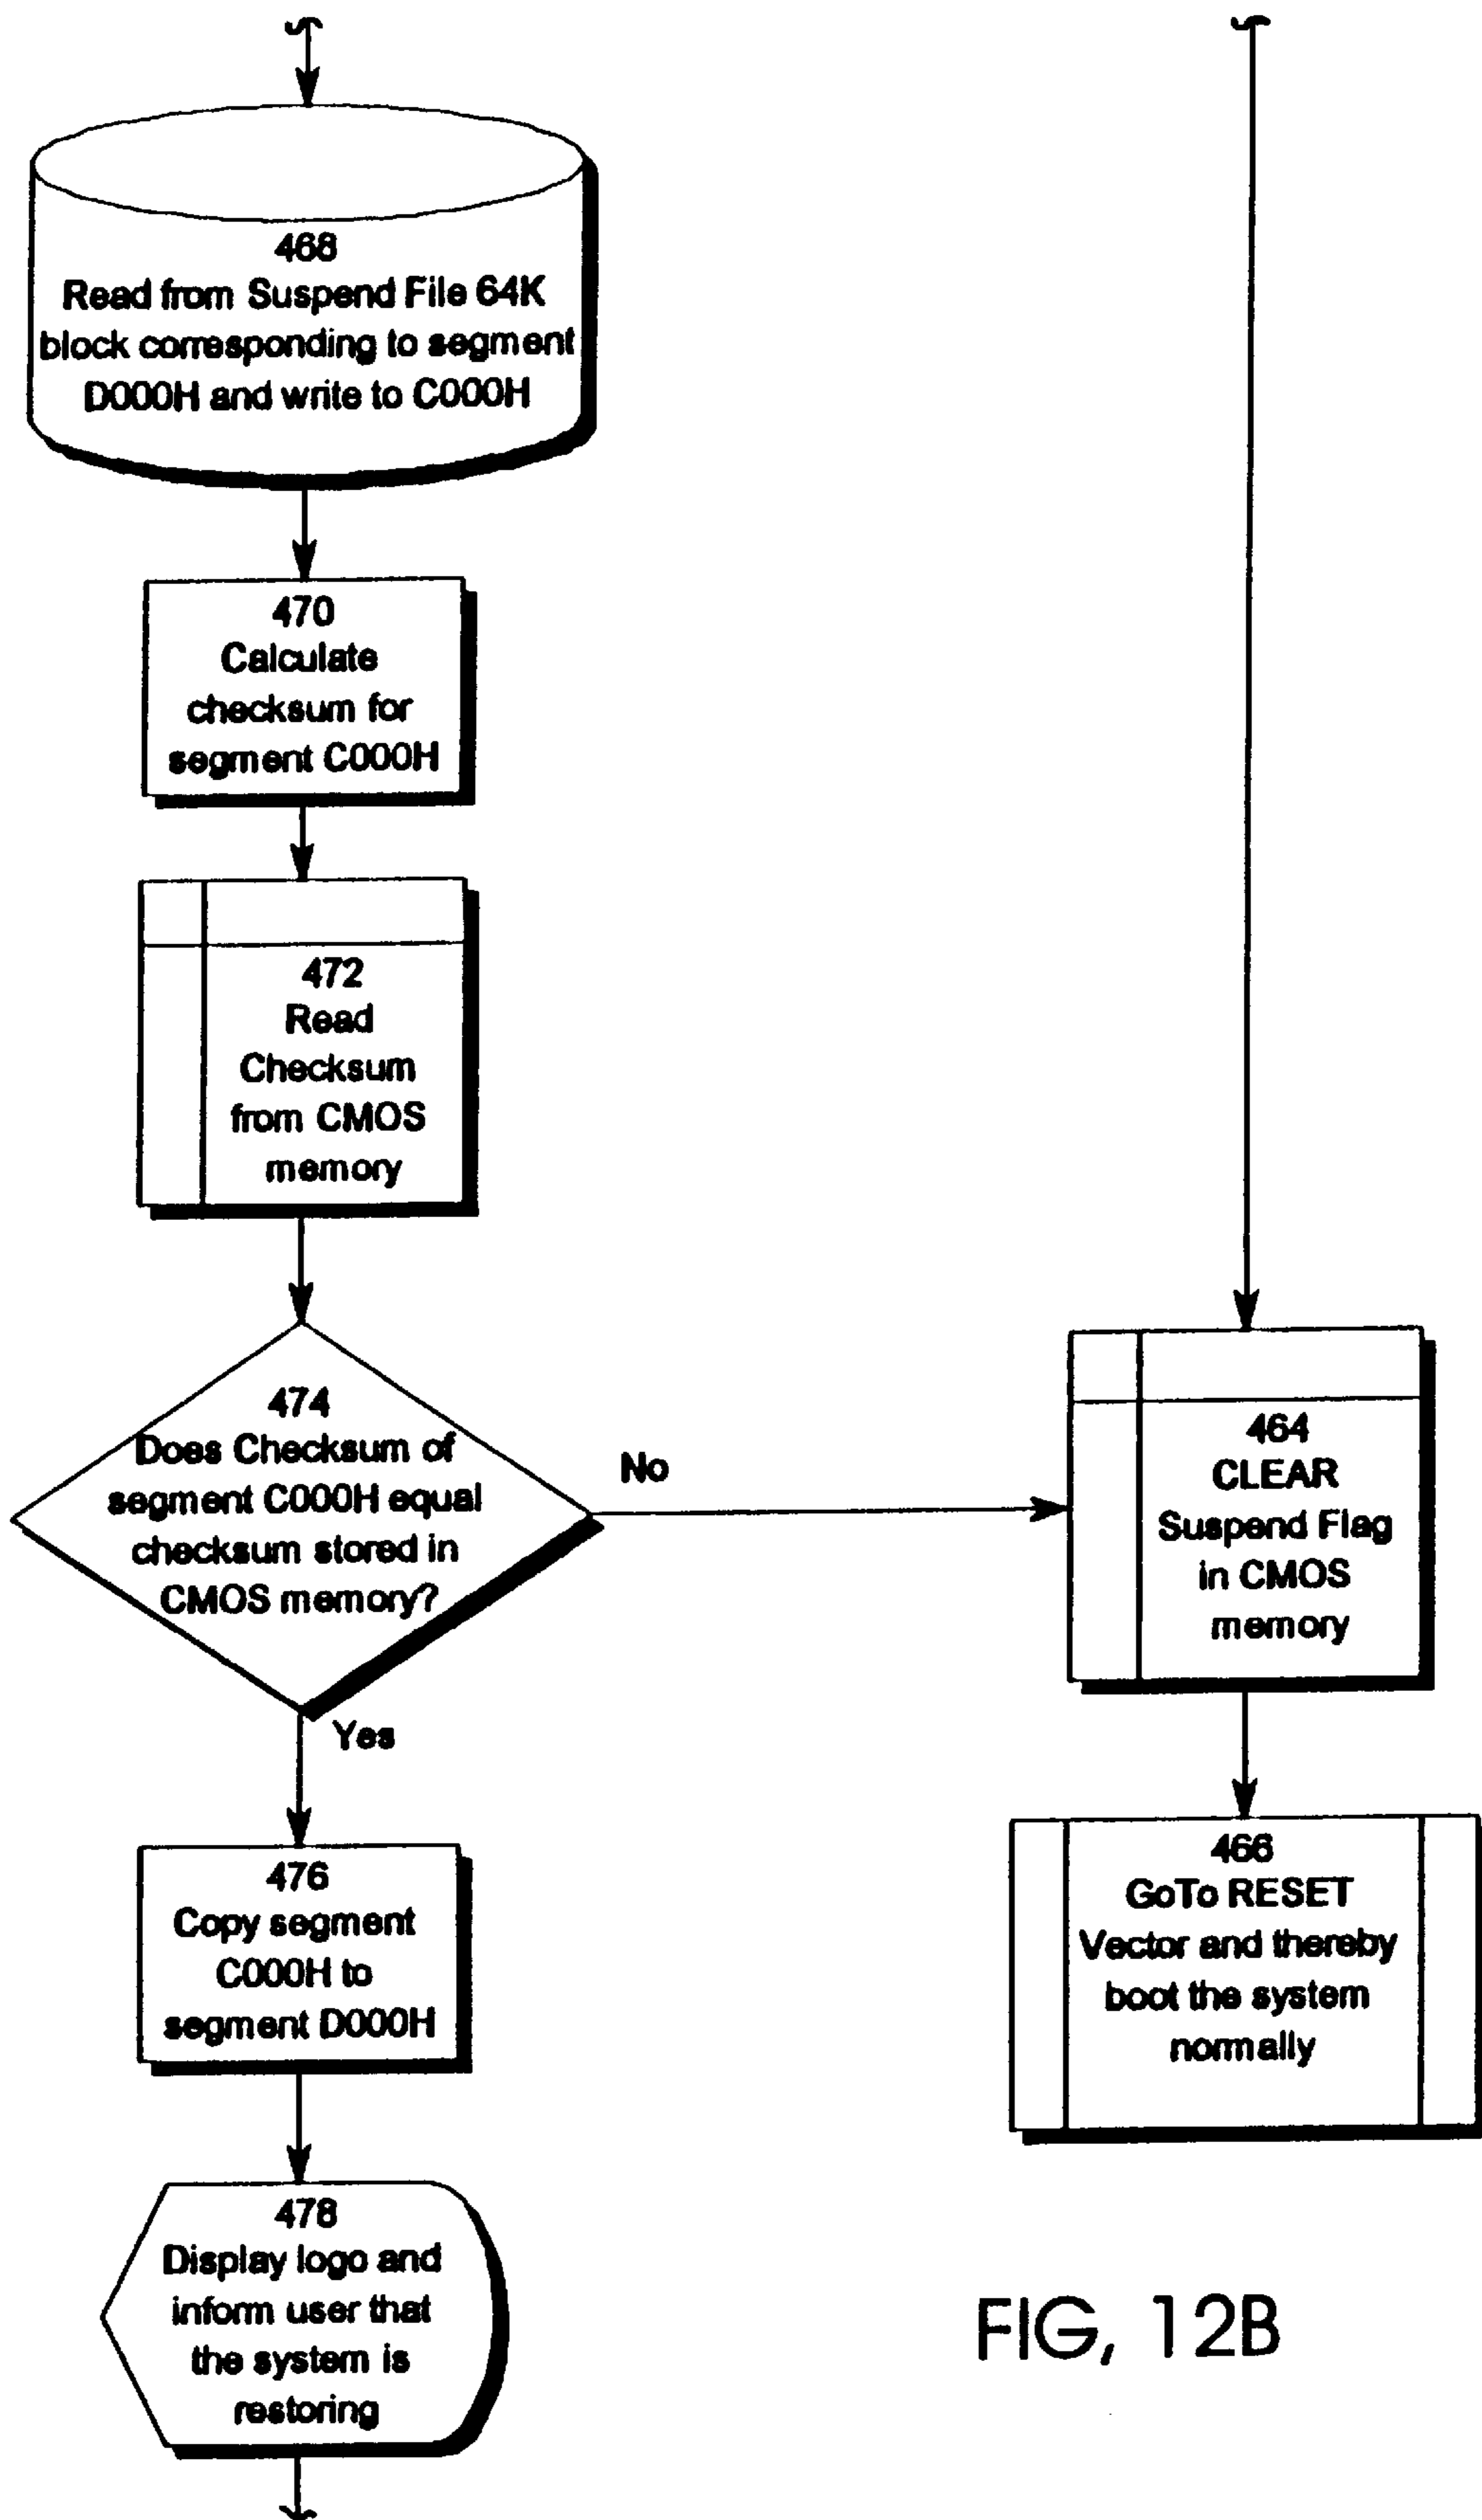 468
Read from Suspend File 64K
block corresponding to segment
D000H and write to C000H
470
Calculate
checksum for
segment C000H
472
Read
Checksum
from CMOS
memory
474
Does Checksum of
segment C000H equal
checksum stored in
CMOS memory?
No
Yes
464
CLEAR
Suspend Flag
in CMOS
memory
466
GoTo RESET
Vector and thereby
boot the system
normally
476
Copy segment
C000H to
segment D000H
478
Display logo and
inform user that
the system is
restoring
FIG, 12B